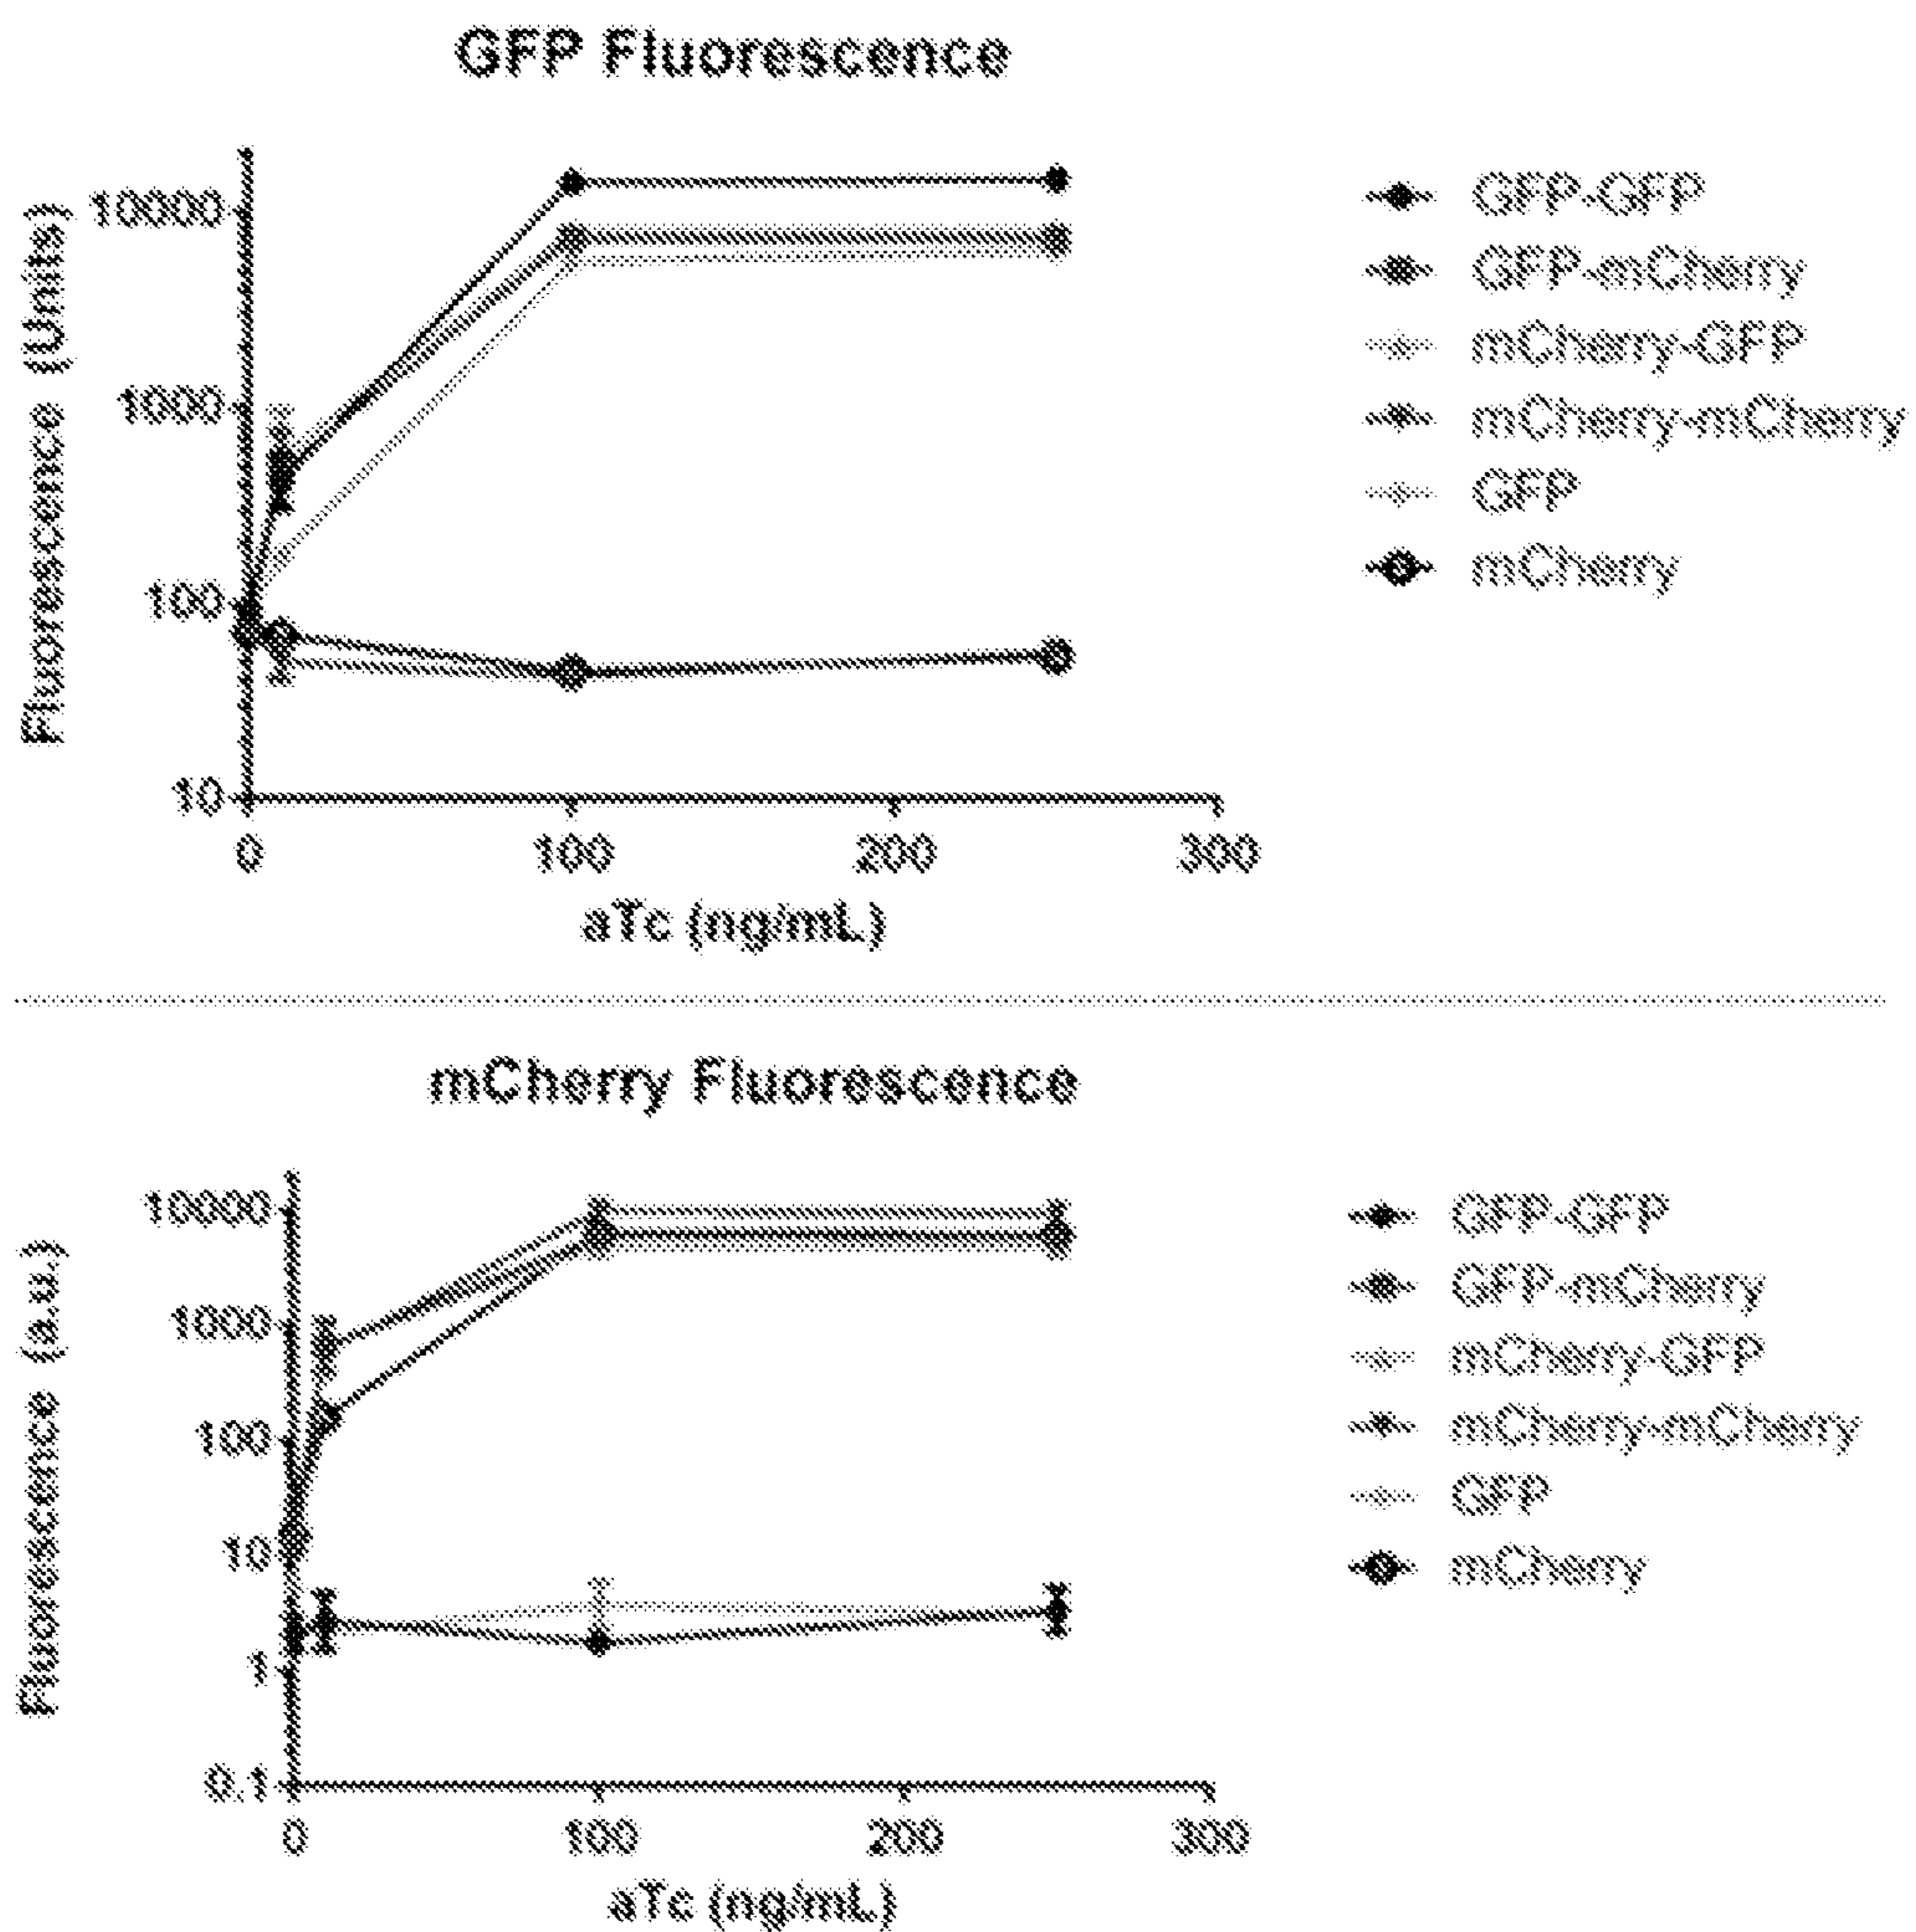 GFP Fluorescence
Fluorescence (Units)
10000
1000
100
10
0 100 200 300
aTc (ng/mL)
GFP-GFP
GFP-mCherry
mCherry-GFP
mCherry-mCherry
GFP
mCherry
mCherry Fluorescence
Fluorescence (a.u.)
10000
1000
100
10
1
0.1
0 100 200 300
aTc (ng/mL)
GFP-GFP
GFP-mCherry
mCherry-GFP
mCherry-mCherry
GFP
mCherry